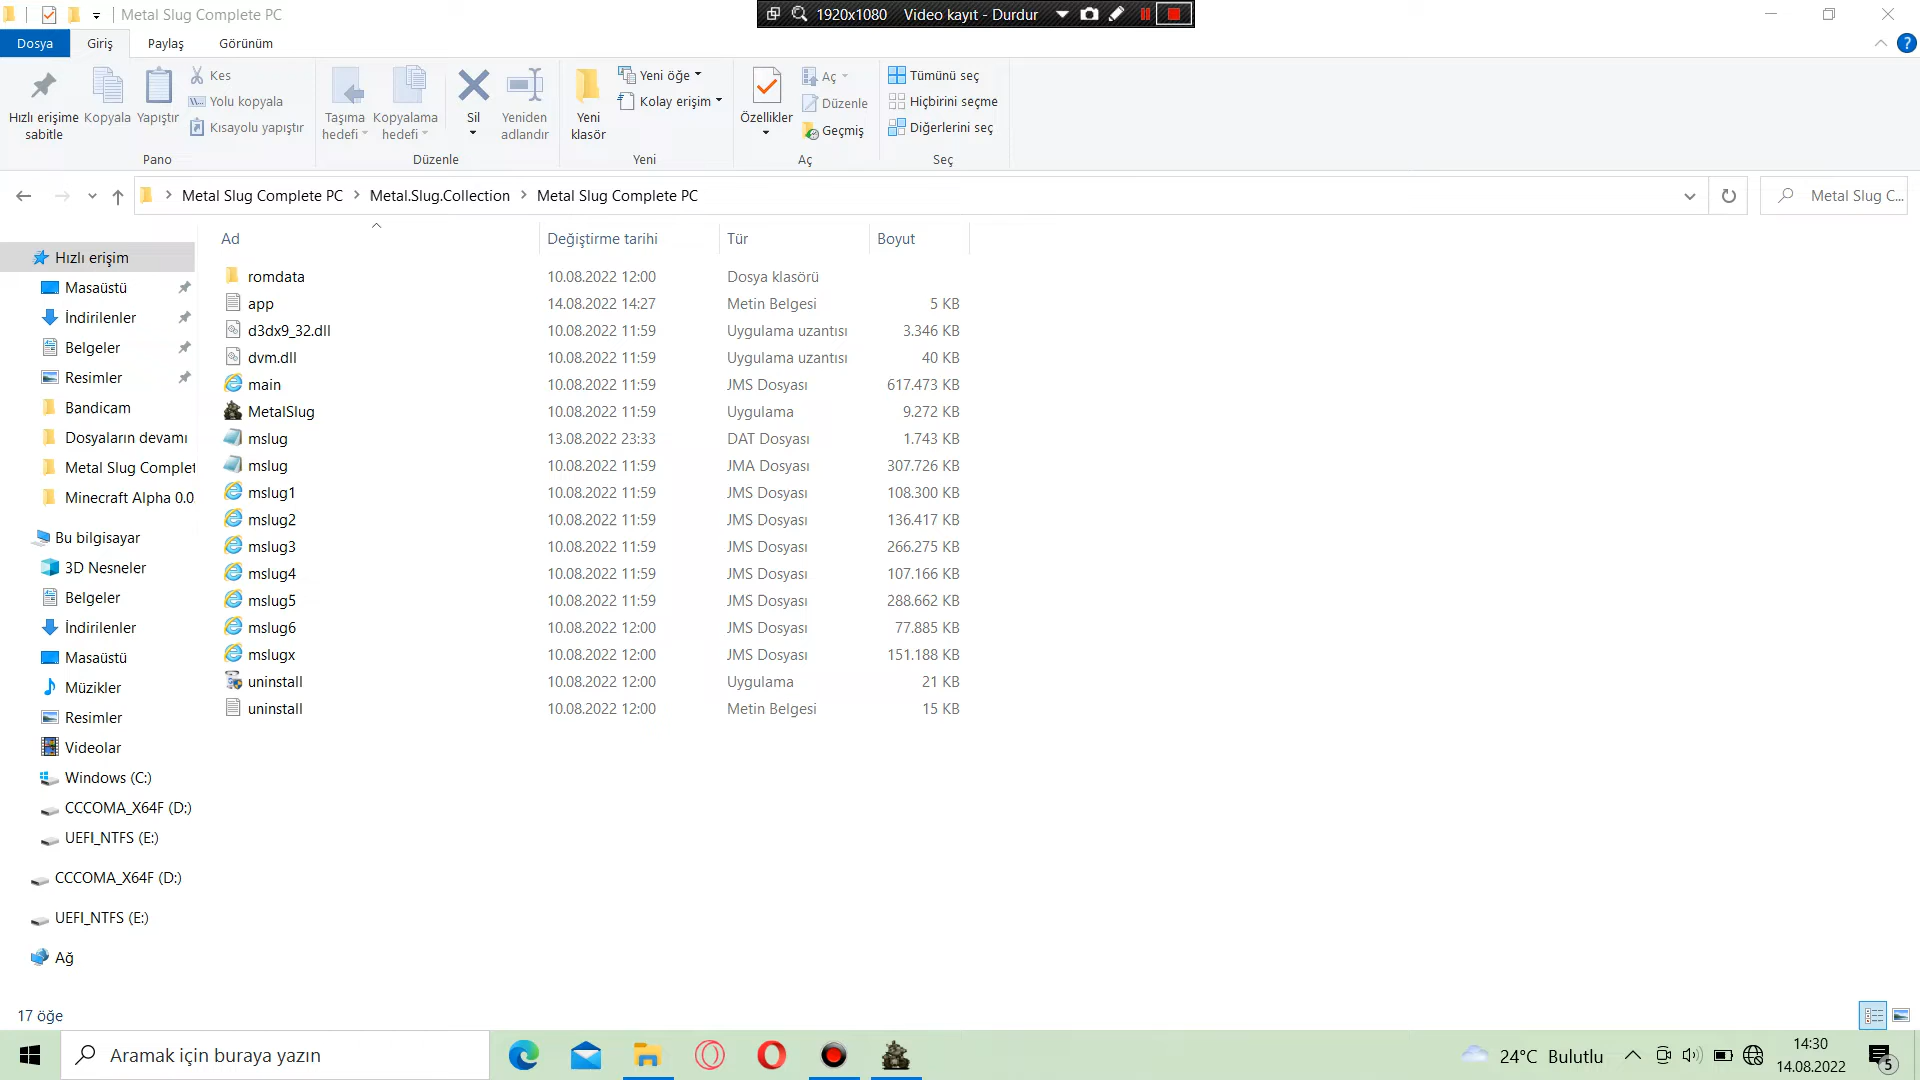 Metal Slug Complete PC
1920x1080 Video kayıt - Durdur
Dosya Giriş Paylaş Görünüm
Hızlı erişime sabitle
Kopyala
Yapıştır
Kes
Yolu kopyala
Kısayolu yapıştır
Pano
Taşıma hedefi
Kopyalama hedefi
Sil
Yeniden adlandır
Düzenle
Yeni klasör
Yeni öğe
Kolay erişim
Yeni
Özellikler
Aç
Düzenle
Geçmiş
Aç
Tümünü seç
Hiçbirini seçme
Diğerlerini seç
Seç
Metal Slug Complete PC > Metal.Slug.Collection > Metal Slug Complete PC
Metal Slug C...
Hızlı erişim
Masaüstü
İndirilenler
Belgeler
Resimler
Bandicam
Dosyaların devamı
Metal Slug Complet
Minecraft Alpha 0.0
Bu bilgisayar
3D Nesneler
Belgeler
İndirilenler
Masaüstü
Müzikler
Resimler
Videolar
Windows (C:)
CCCOMA_X64F (D:)
UEFI_NTFS (E:)
CCCOMA_X64F (D:)
UEFI_NTFS (E:)
Ağ
Ad Değiştirme tarihi Tür Boyut
romdata 10.08.2022 12:00 Dosya klasörü
app 14.08.2022 14:27 Metin Belgesi 5 KB
d3dx9_32.dll 10.08.2022 11:59 Uygulama uzantısı 3.346 KB
dvm.dll 10.08.2022 11:59 Uygulama uzantısı 40 KB
main 10.08.2022 11:59 JMS Dosyası 617.473 KB
MetalSlug 10.08.2022 11:59 Uygulama 9.272 KB
mslug 13.08.2022 23:33 DAT Dosyası 1.743 KB
mslug 10.08.2022 11:59 JMA Dosyası 307.726 KB
mslug1 10.08.2022 11:59 JMS Dosyası 108.300 KB
mslug2 10.08.2022 11:59 JMS Dosyası 136.417 KB
mslug3 10.08.2022 11:59 JMS Dosyası 266.275 KB
mslug4 10.08.2022 11:59 JMS Dosyası 107.166 KB
mslug5 10.08.2022 11:59 JMS Dosyası 288.662 KB
mslug6 10.08.2022 12:00 JMS Dosyası 77.885 KB
mslugx 10.08.2022 12:00 JMS Dosyası 151.188 KB
uninstall 10.08.2022 12:00 Uygulama 21 KB
uninstall 10.08.2022 12:00 Metin Belgesi 15 KB
17 öğe
Aramak için buraya yazın
24°C Bulutlu
14:30
14.08.2022
5